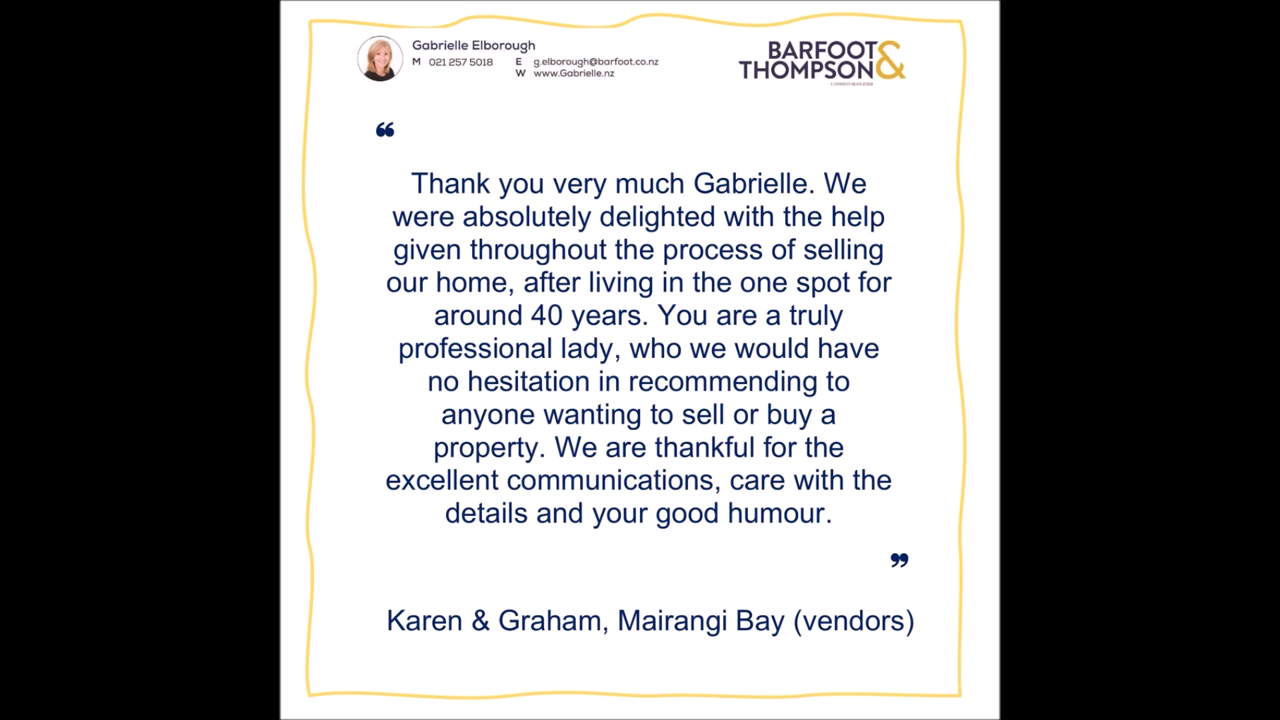 Gabrielle Elborough
M 021 257 5018 E g.elborough@barfoot.co.nz
W www.Gabrielle.nz
BARFOOT &
THOMPSON
❝
Thank you very much Gabrielle. We
were absolutely delighted with the help
given throughout the process of selling
our home, after living in the one spot for
around 40 years. You are a truly
professional lady, who we would have
no hesitation in recommending to
anyone wanting to sell or buy a
property. We are thankful for the
excellent communications, care with the
details and your good humour.
❞
Karen & Graham, Mairangi Bay (vendors)